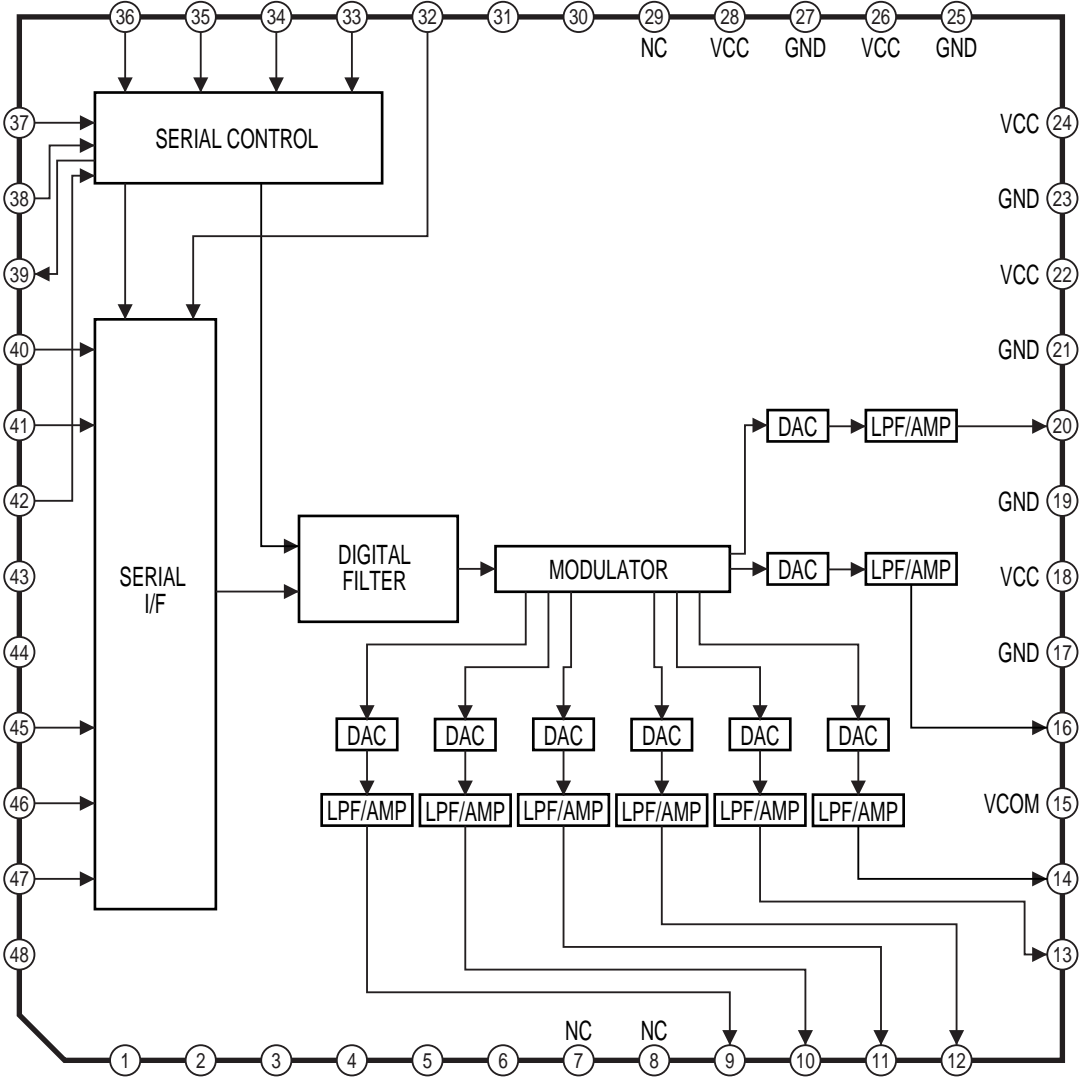 36 35 34 33 32 31 30 29 28 27 26 25
NC VCC GND VCC GND
37
SERIAL CONTROL
VCC 24
38
GND 23
39
VCC 22
40
GND 21
41
DAC LPF/AMP 20
42
GND 19
43
SERIAL
I/F
DIGITAL
FILTER
MODULATOR
DAC LPF/AMP
VCC 18
44
GND 17
45
DAC DAC DAC DAC DAC DAC
16
46
LPF/AMP LPF/AMP LPF/AMP LPF/AMP LPF/AMP LPF/AMP
VCOM 15
47
14
48
13
NC NC
1 2 3 4 5 6 7 8 9 10 11 12